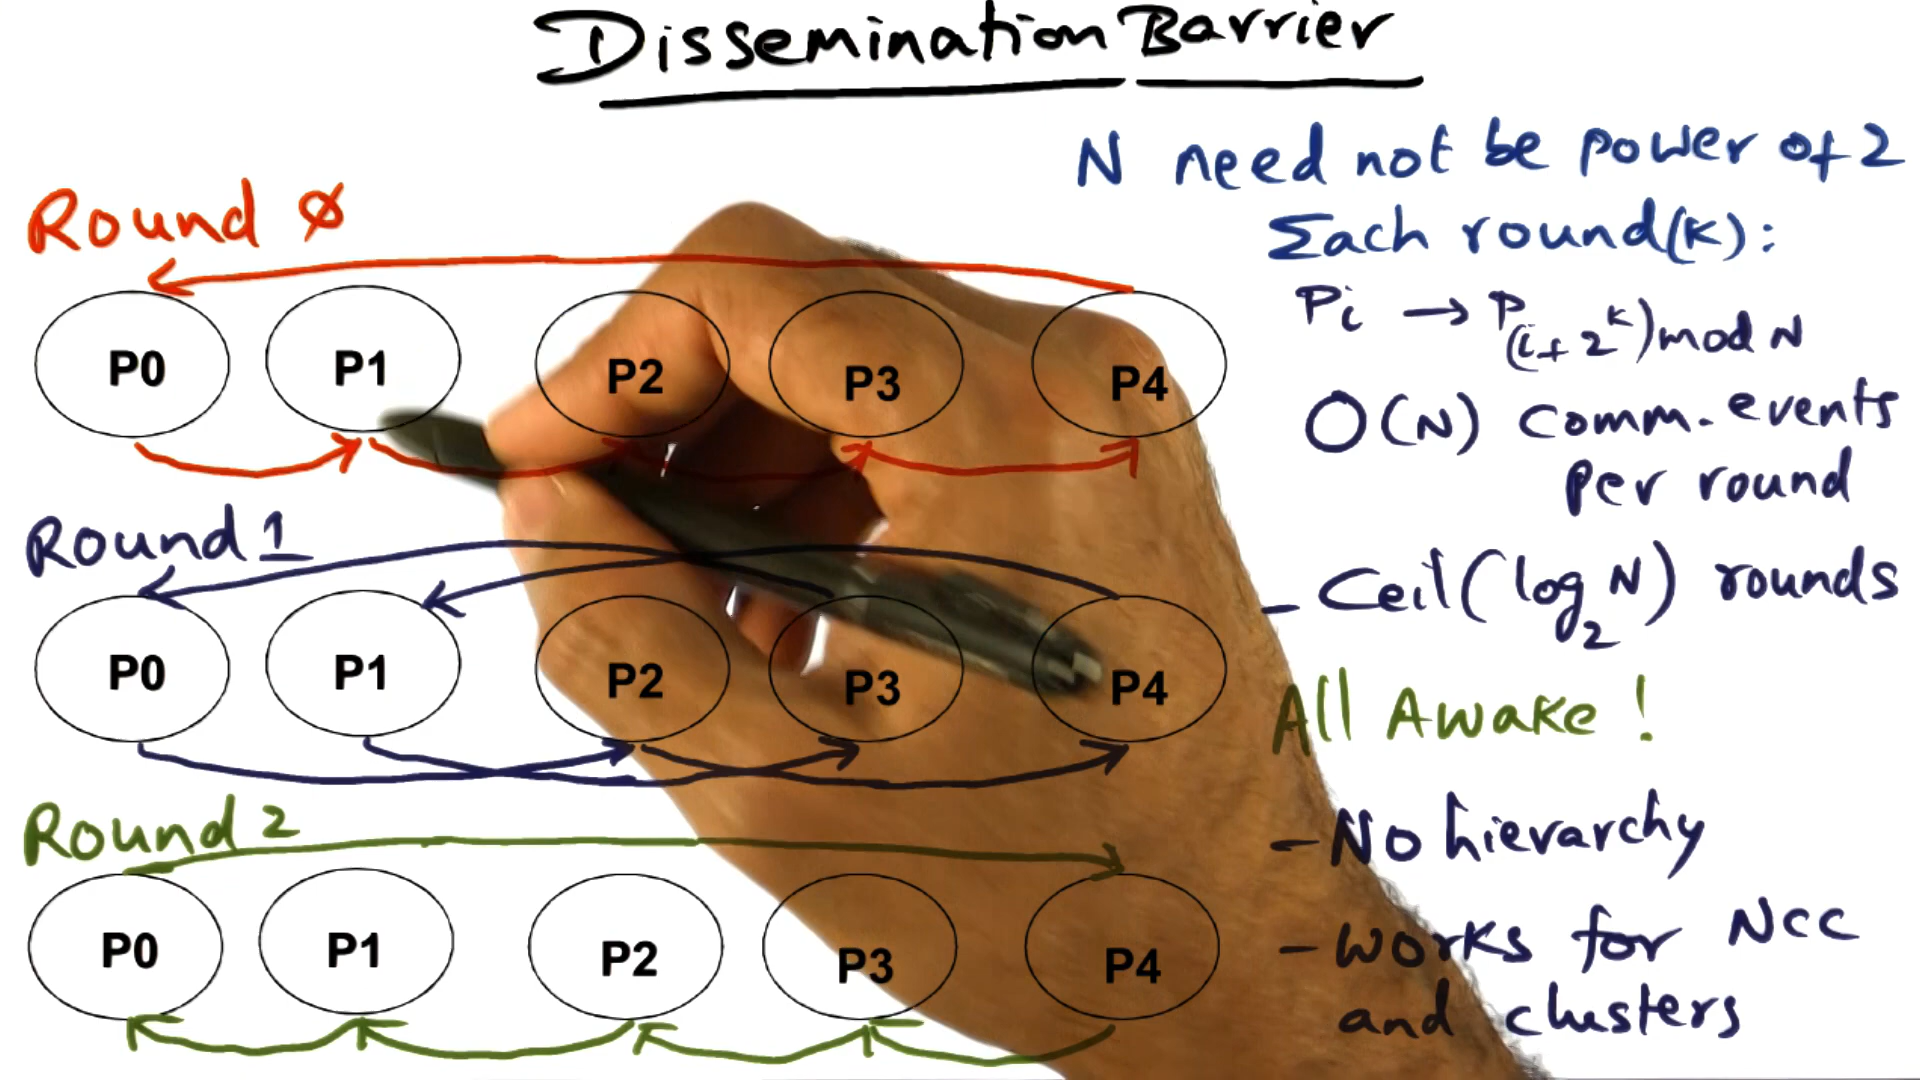 Dissemination Barrier
N need not be power of 2
Round 0
Each round(k):
Pi → P(i+2^k) mod N
P0 P1 P2 P3 P4
O(N) comm. events
per round
Round 1
- Ceil(log2 N) rounds
P0 P1 P2 P3 P4
All Awake!
Round 2
- No hierarchy
P0 P1 P2 P3 P4
- Works for NCC
and clusters